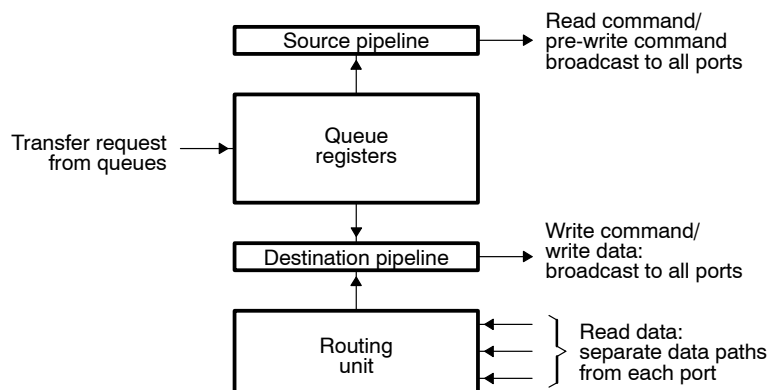 Source pipeline
Read command/
pre-write command
broadcast to all ports
Transfer request
from queues
Queue
registers
Destination pipeline
Write command/
write data:
broadcast to all ports
Routing
unit
Read data:
separate data paths
from each port